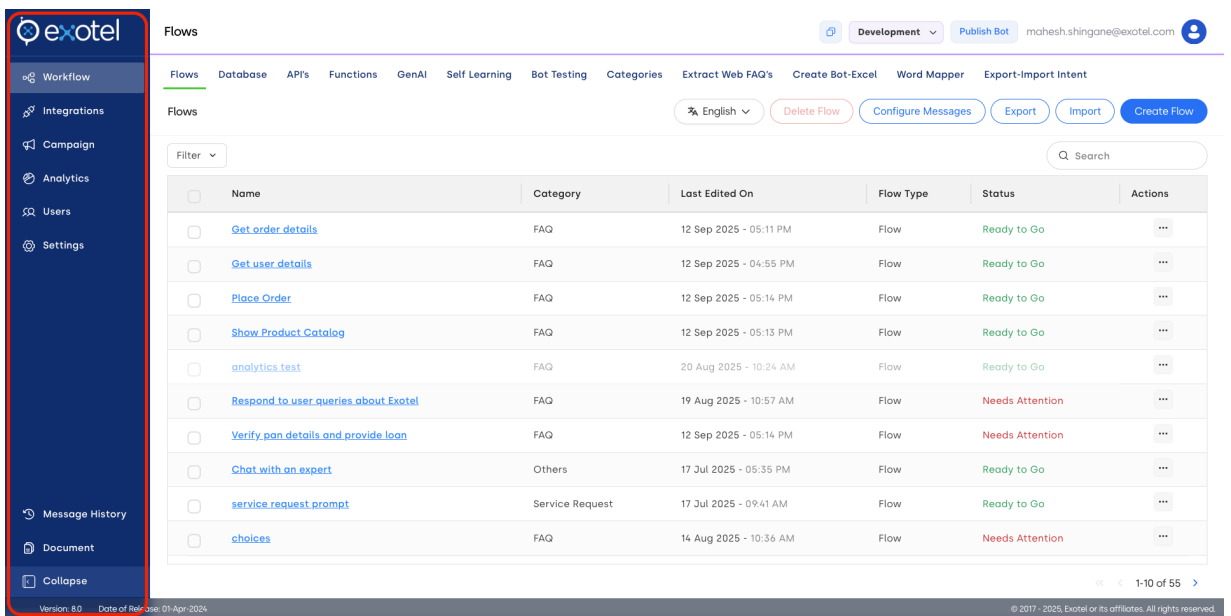 exotel
Flows
Development
Publish Bot
mahesh.shingane@exotel.com
Workflow
Integrations
Campaign
Analytics
Users
Settings
Message History
Document
Collapse
Flows Database API's Functions GenAI Self Learning Bot Testing Categories Extract Web FAQ's Create Bot-Excel Word Mapper Export-Import Intent
Flows
English Delete Flow Configure Messages Export Import Create Flow
Filter Search
Name Category Last Edited On Flow Type Status Actions
Get order details FAQ 12 Sep 2025 - 05:11 PM Flow Ready to Go ...
Get user details FAQ 12 Sep 2025 - 04:55 PM Flow Ready to Go ...
Place Order FAQ 12 Sep 2025 - 05:14 PM Flow Ready to Go ...
Show Product Catalog FAQ 12 Sep 2025 - 05:13 PM Flow Ready to Go ...
analytics test FAQ 20 Aug 2025 - 10:24 AM Flow Ready to Go ...
Respond to user queries about Exotel FAQ 19 Aug 2025 - 10:57 AM Flow Needs Attention ...
Verify pan details and provide loan FAQ 12 Sep 2025 - 05:14 PM Flow Needs Attention ...
Chat with an expert Others 17 Jul 2025 - 05:35 PM Flow Ready to Go ...
service request prompt Service Request 17 Jul 2025 - 09:41 AM Flow Ready to Go ...
choices FAQ 14 Aug 2025 - 10:36 AM Flow Needs Attention ...
1-10 of 55
Version: 8.0 Date of Release: 01-Apr-2024
© 2017 - 2025, Exotel or its affiliates. All rights reserved.